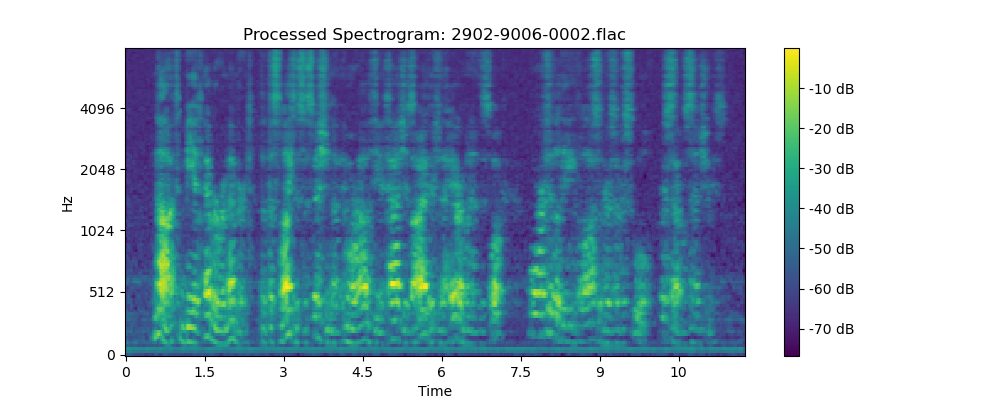 Processed Spectrogram: 2902-9006-0002.flac
Hz
4096
2048
1024
512
0
0 1.5 3 4.5 6 7.5 9 10
Time
-10 dB
-20 dB
-30 dB
-40 dB
-50 dB
-60 dB
-70 dB